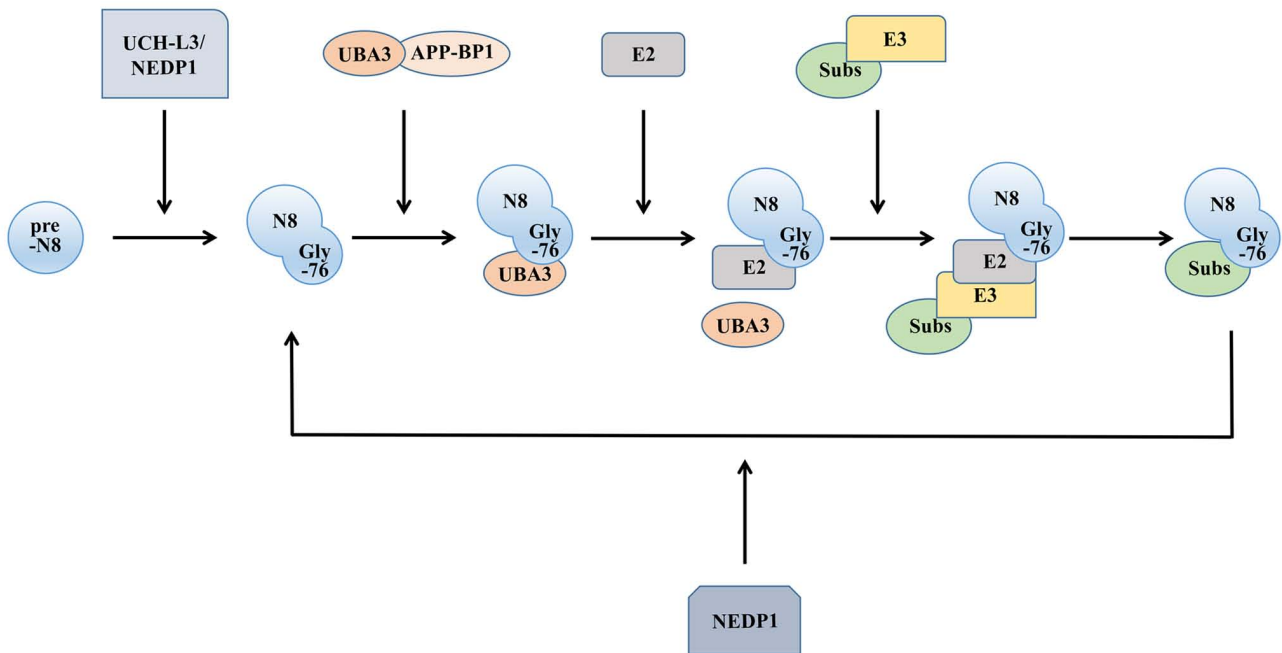 UCH-L3/
NEDP1
UBA3
APP-BP1
E2
E3
Subs
pre
-N8
N8
Gly
-76
N8
Gly
-76
UBA3
N8
Gly
-76
E2
UBA3
N8
Gly
-76
E2
E3
Subs
N8
Gly
-76
Subs
NEDP1